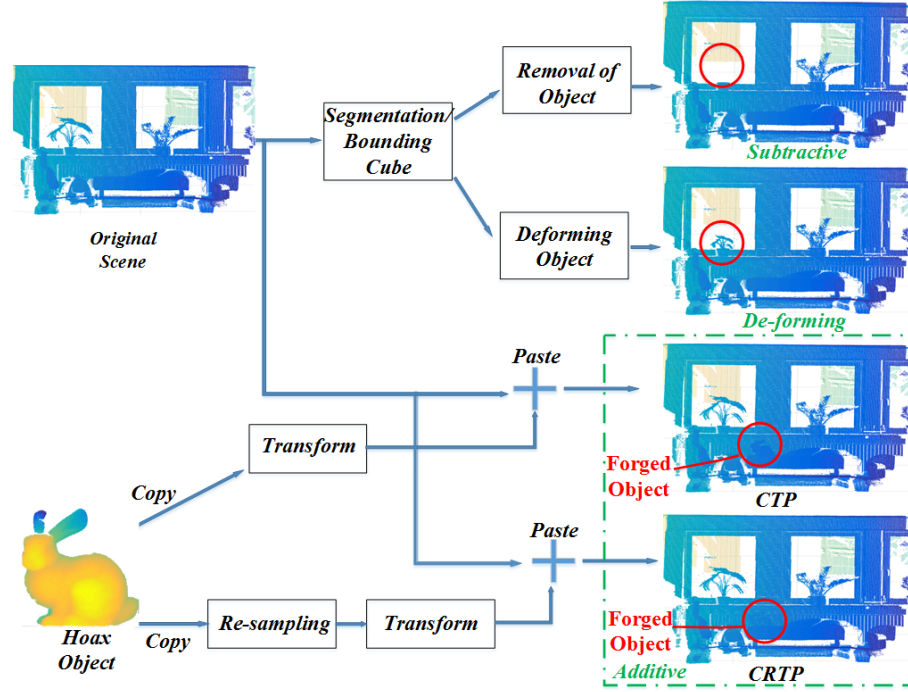 Original
Scene
Segmentation/
Bounding
Cube
Removal of
Object
Subtractive
Deforming
Object
De-forming
Paste
Transform
Copy
Forged
Object
CTP
Paste
Hoax
Object
Copy
Re-sampling
Transform
Forged
Object
Additive
CRTP